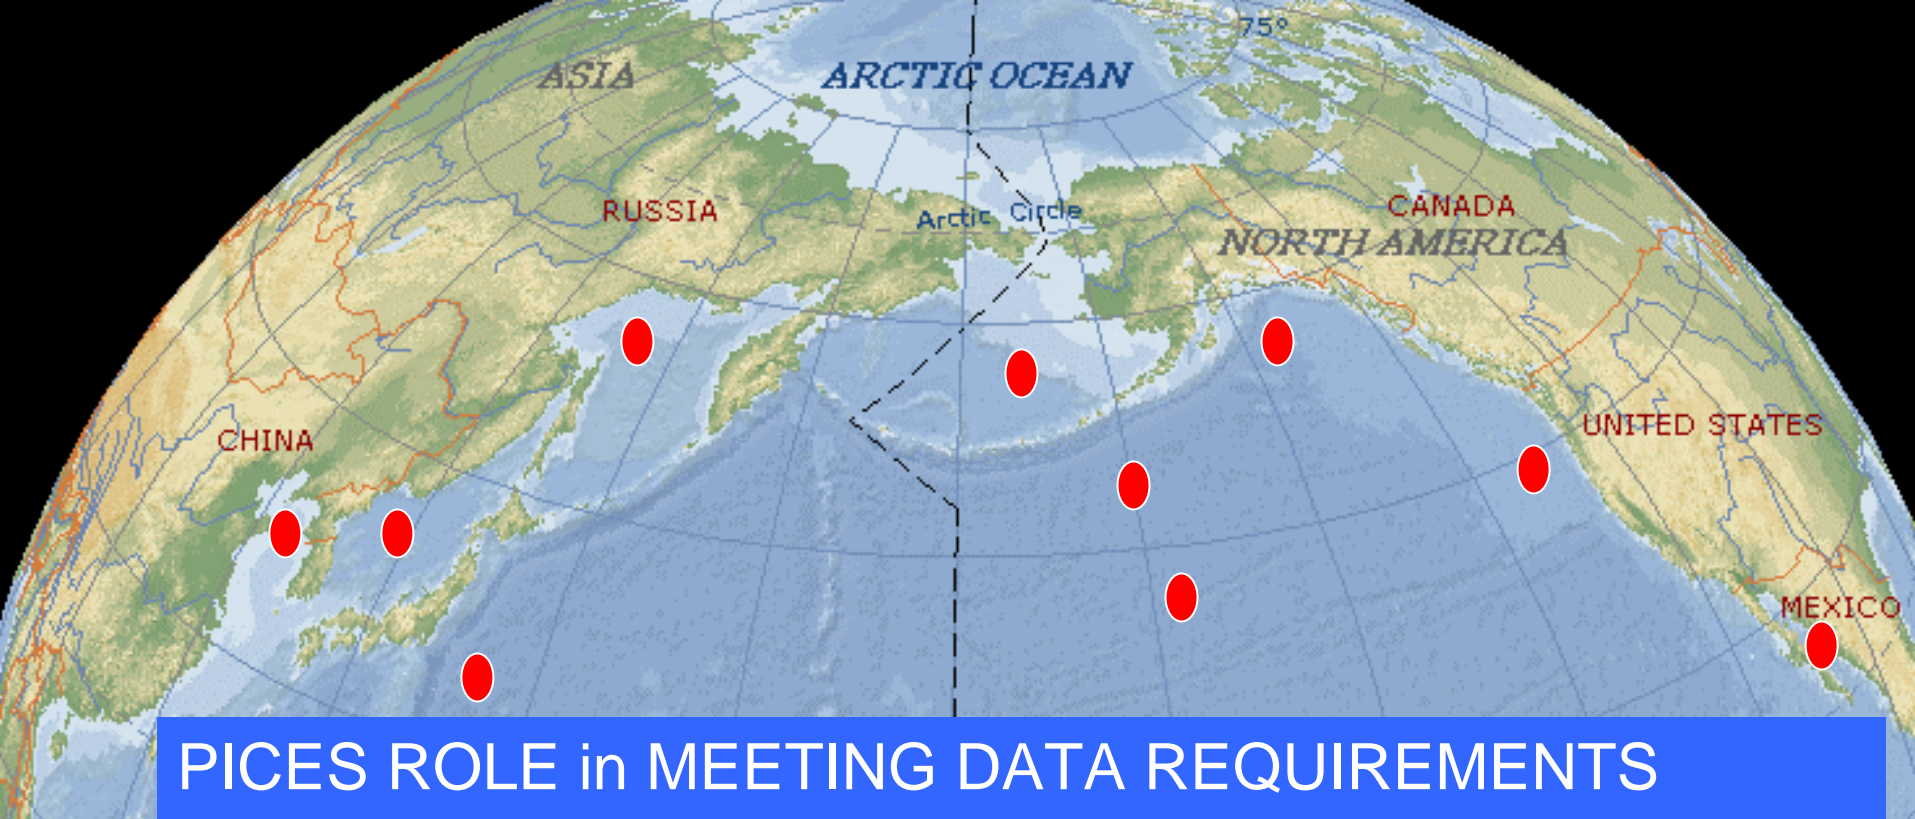 75°
ASIA
ARCTIC OCEAN
RUSSIA
Arctic Circle
CANADA
NORTH AMERICA
CHINA
UNITED STATES
MEXICO
PICES ROLE in MEETING DATA REQUIREMENTS